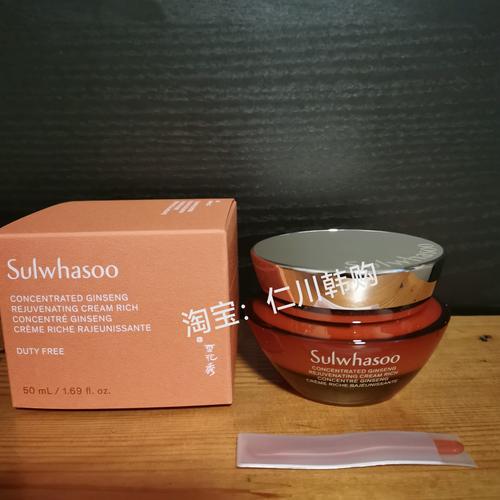 Sulwhasoo
CONCENTRATED GINSENG
REJUVENATING CREAM RICH
CONCENTRÉ GINSENG
CRÈME RICHE RAJEUNISSANTE
DUTY FREE
50 mL / 1.69 fl. oz.
淘宝：仁川韩购
Sulwhasoo
Sulwhasoo
CONCENTRATED GINSENG
REJUVENATING CREAM RICH
CONCENTRÉ GINSENG
CRÈME RICHE RAJEUNISSANTE